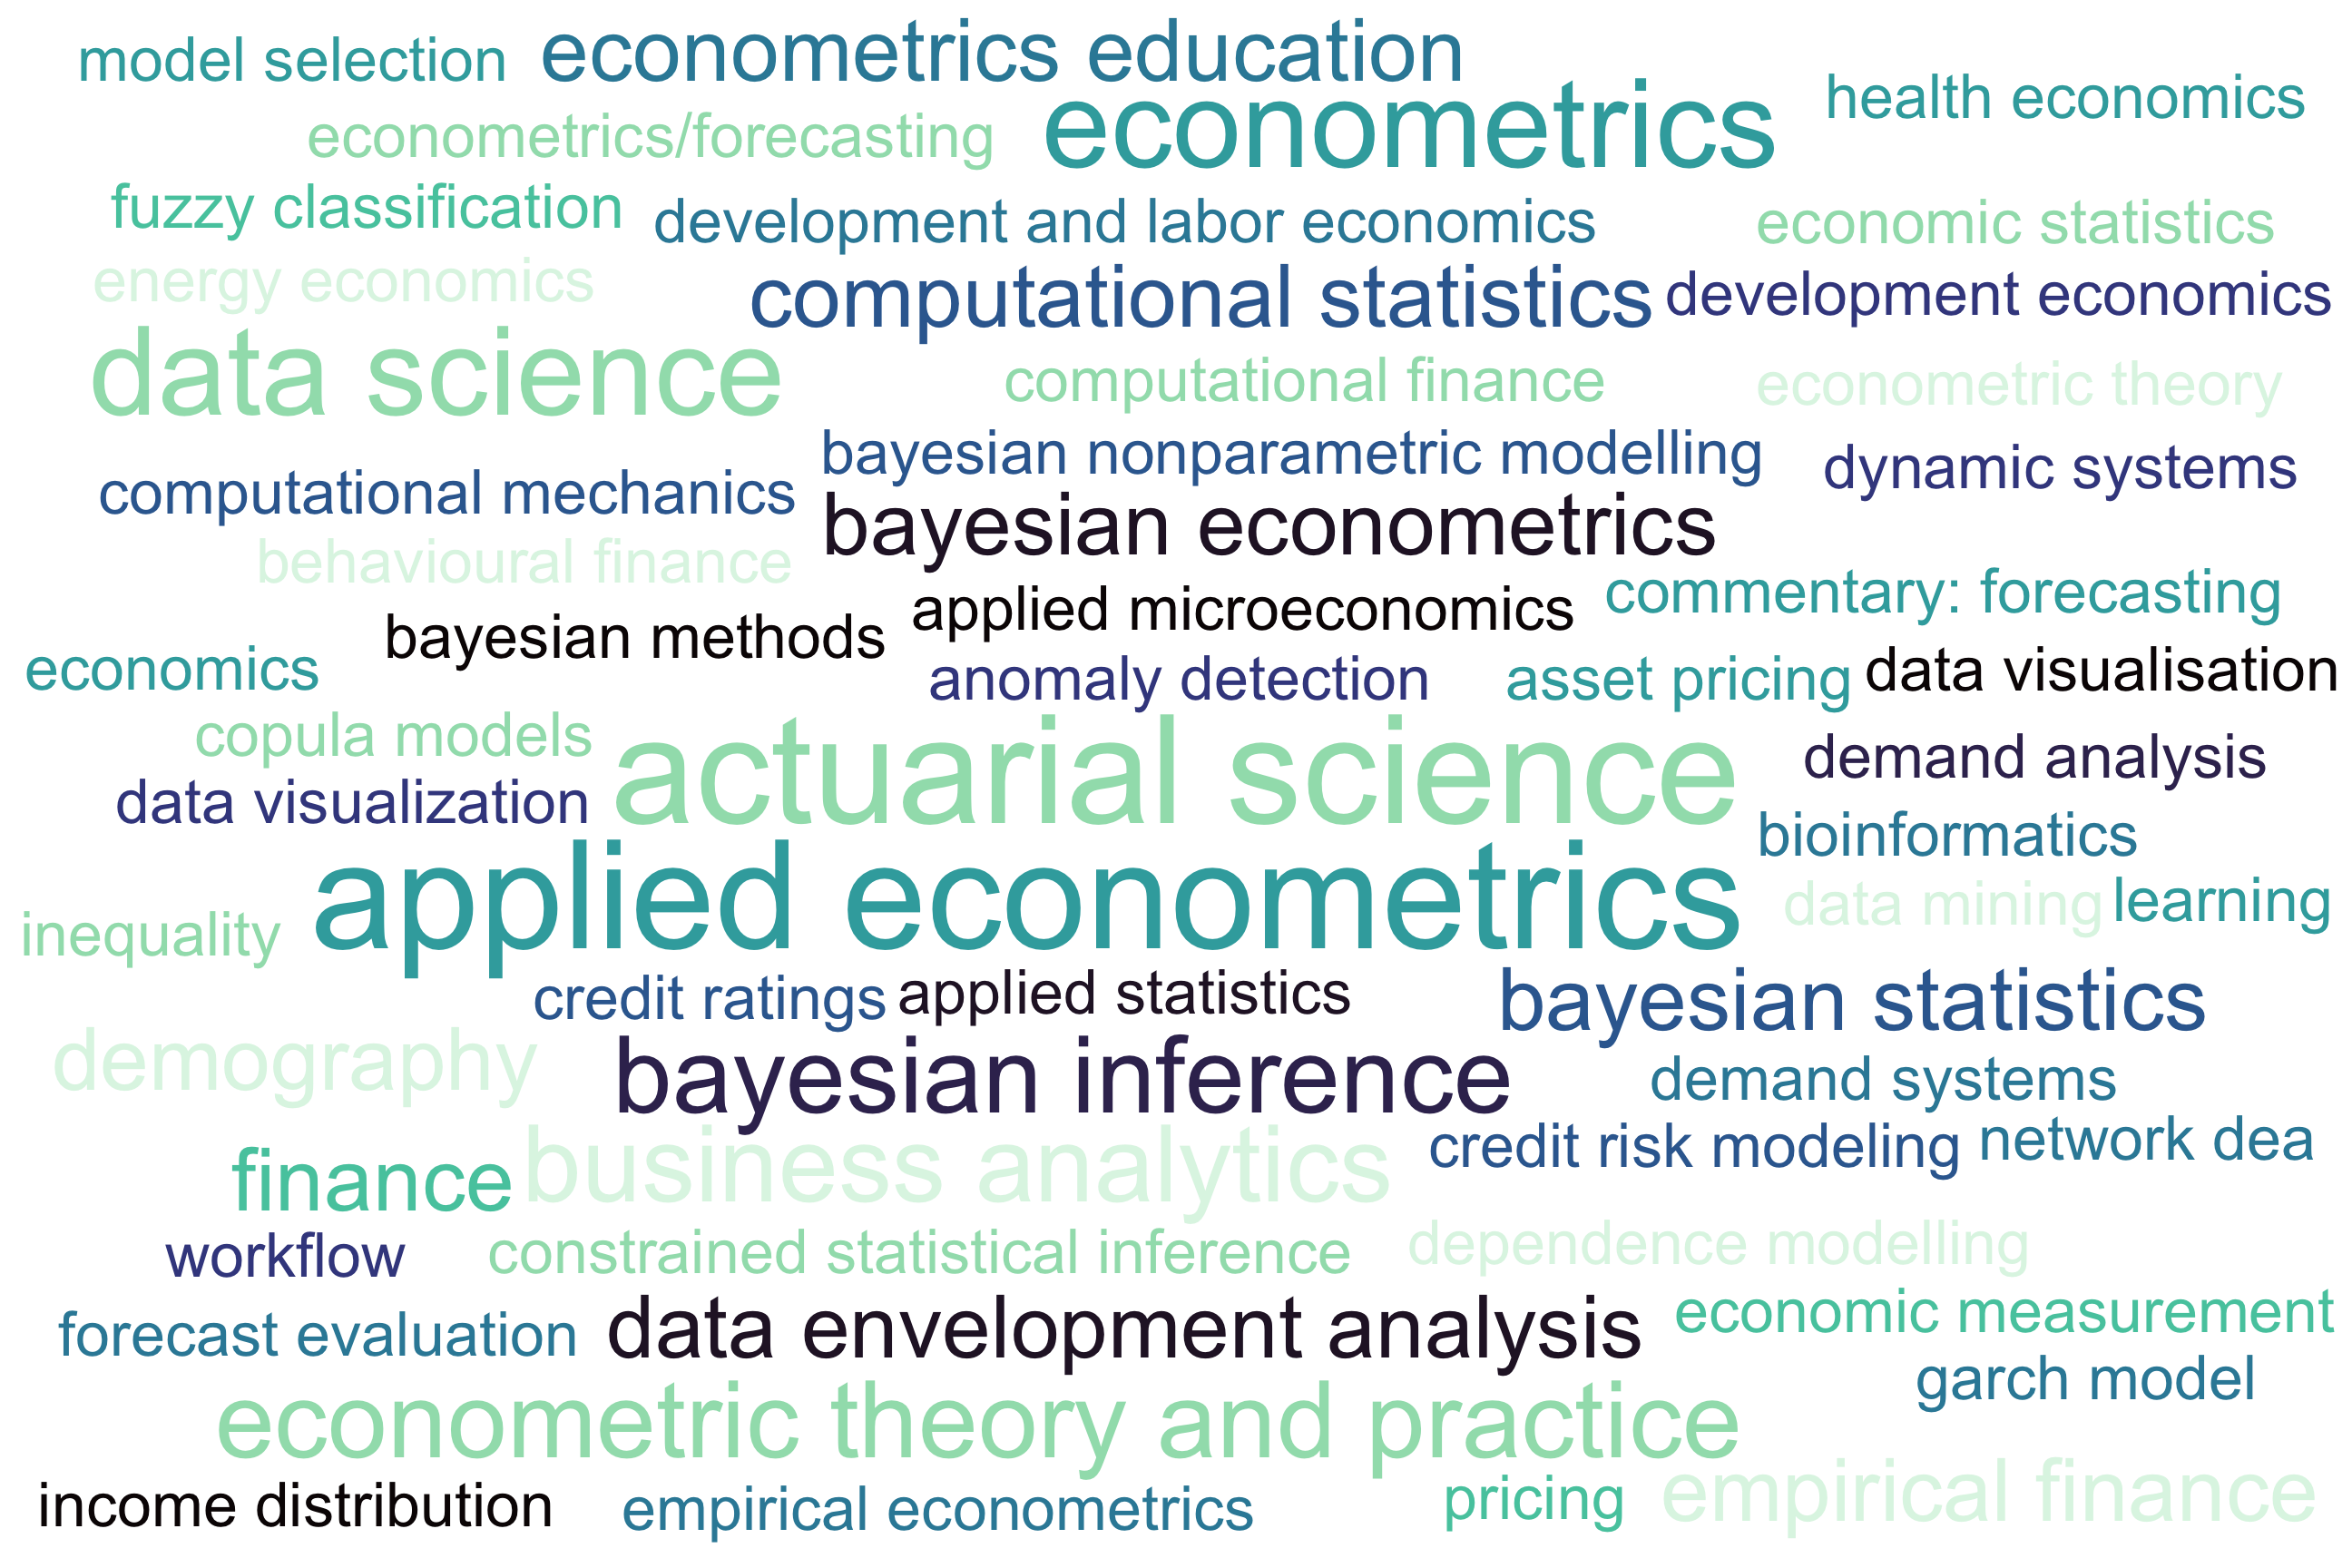 model selection
econometrics education
econometrics
health economics
econometrics/forecasting
fuzzy classification
development and labor economics
economic statistics
energy economics
computational statistics
development economics
data science
computational finance
econometric theory
bayesian nonparametric modelling
dynamic systems
computational mechanics
bayesian econometrics
behavioural finance
applied microeconomics
commentary: forecasting
bayesian methods
economics
anomaly detection
asset pricing
data visualisation
copula models
actuarial science
demand analysis
data visualization
bioinformatics
applied econometrics
data mining
learning
inequality
credit ratings
applied statistics
bayesian statistics
demography
bayesian inference
demand systems
credit risk modeling
network dea
finance
business analytics
workflow
constrained statistical inference
dependence modelling
forecast evaluation
data envelopment analysis
economic measurement
garch model
econometric theory and practice
income distribution
empirical econometrics
pricing
empirical finance